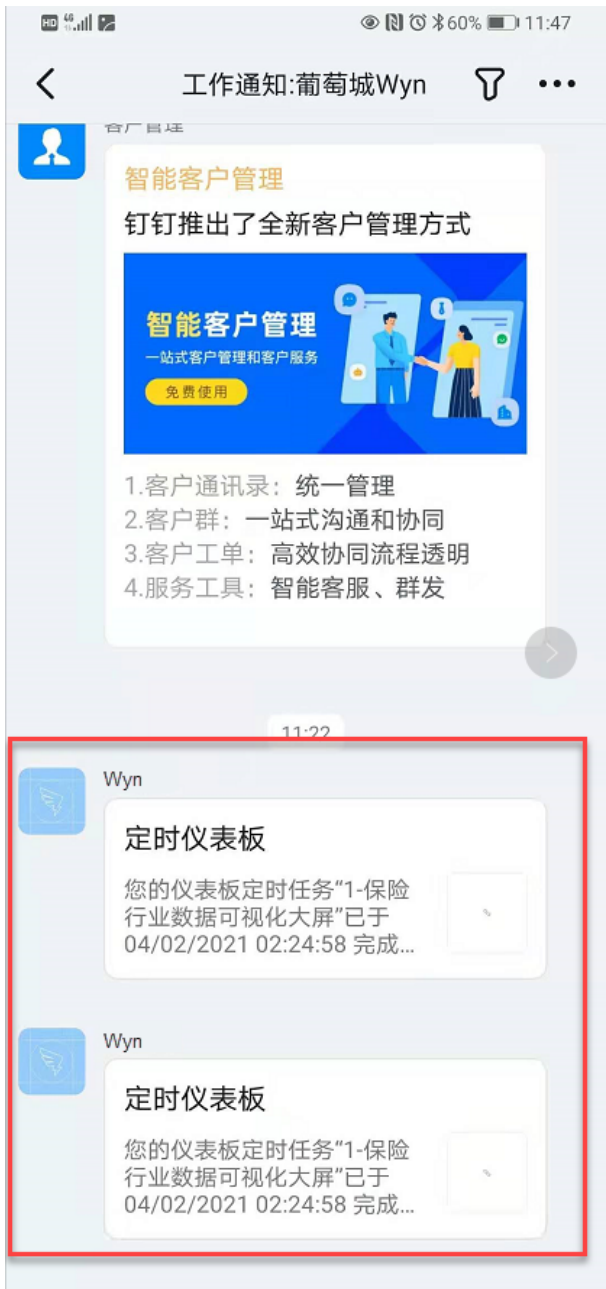 HD 4G 60% 11:47
工作通知:葡萄城Wyn
客户管理
智能客户管理
钉钉推出了全新客户管理方式
智能客户管理
一站式客户管理和客户服务
免费使用
1.客户通讯录：统一管理
2.客户群：一站式沟通和协同
3.客户工单：高效协同流程透明
4.服务工具：智能客服、群发
11:22
Wyn
定时仪表板
您的仪表板定时任务“1-保险
行业数据可视化大屏”已于
04/02/2021 02:24:58 完成...
Wyn
定时仪表板
您的仪表板定时任务“1-保险
行业数据可视化大屏”已于
04/02/2021 02:24:58 完成...